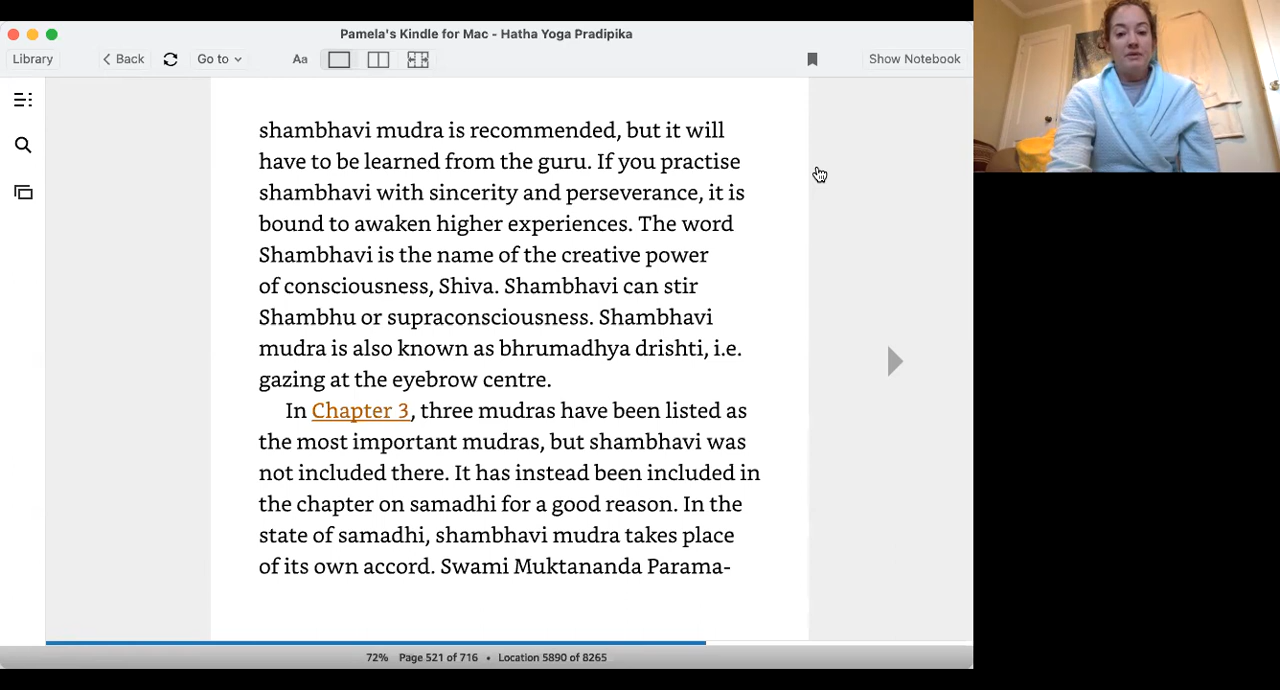 Pamela's Kindle for Mac - Hatha Yoga Pradipika
Library
Back
Go to
Aa
Show Notebook
shambhavi mudra is recommended, but it will
have to be learned from the guru. If you practise
shambhavi with sincerity and perseverance, it is
bound to awaken higher experiences. The word
Shambhavi is the name of the creative power
of consciousness, Shiva. Shambhavi can stir
Shambhu or supraconsciousness. Shambhavi
mudra is also known as bhrumadhya drishti, i.e.
gazing at the eyebrow centre.
In Chapter 3, three mudras have been listed as
the most important mudras, but shambhavi was
not included there. It has instead been included in
the chapter on samadhi for a good reason. In the
state of samadhi, shambhavi mudra takes place
of its own accord. Swami Muktananda Parama-
72% Page 521 of 716 • Location 5890 of 8265